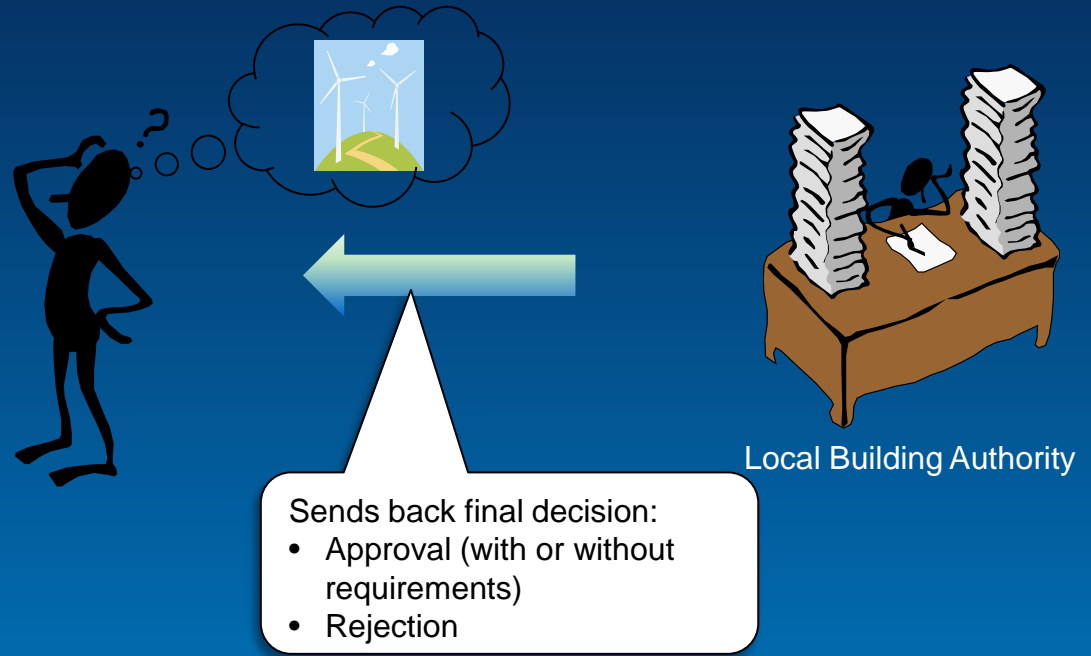 ?
Local Building Authority
Sends back final decision:
• Approval (with or without
requirements)
• Rejection